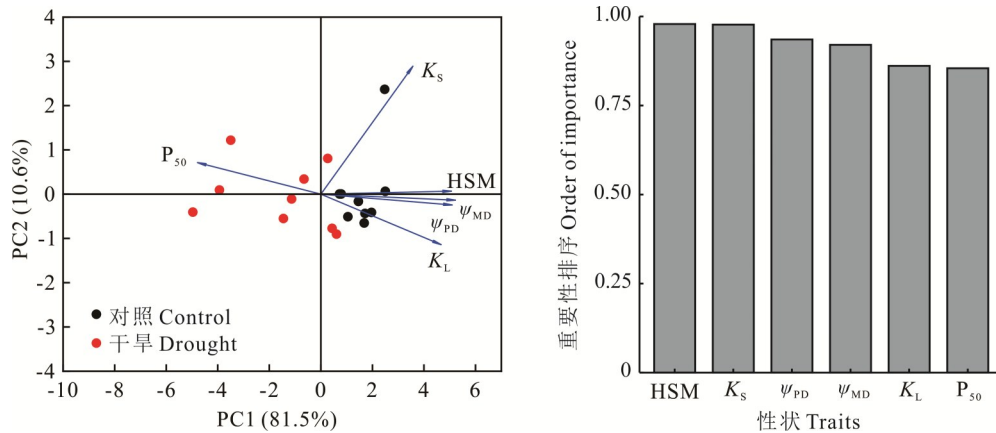 4
3
2
1
0
-1
-2
-3
-4
PC2 (10.6%)
K_S
P_50
HSM
ψ_MD
ψ_PD
K_L
对照 Control
干旱 Drought
-10 -8 -6 -4 -2 0 2 4 6
PC1 (81.5%)
1.00
0.75
0.50
0.25
0
重要性排序 Order of importance
HSM K_S ψ_PD ψ_MD K_L P_50
性状 Traits